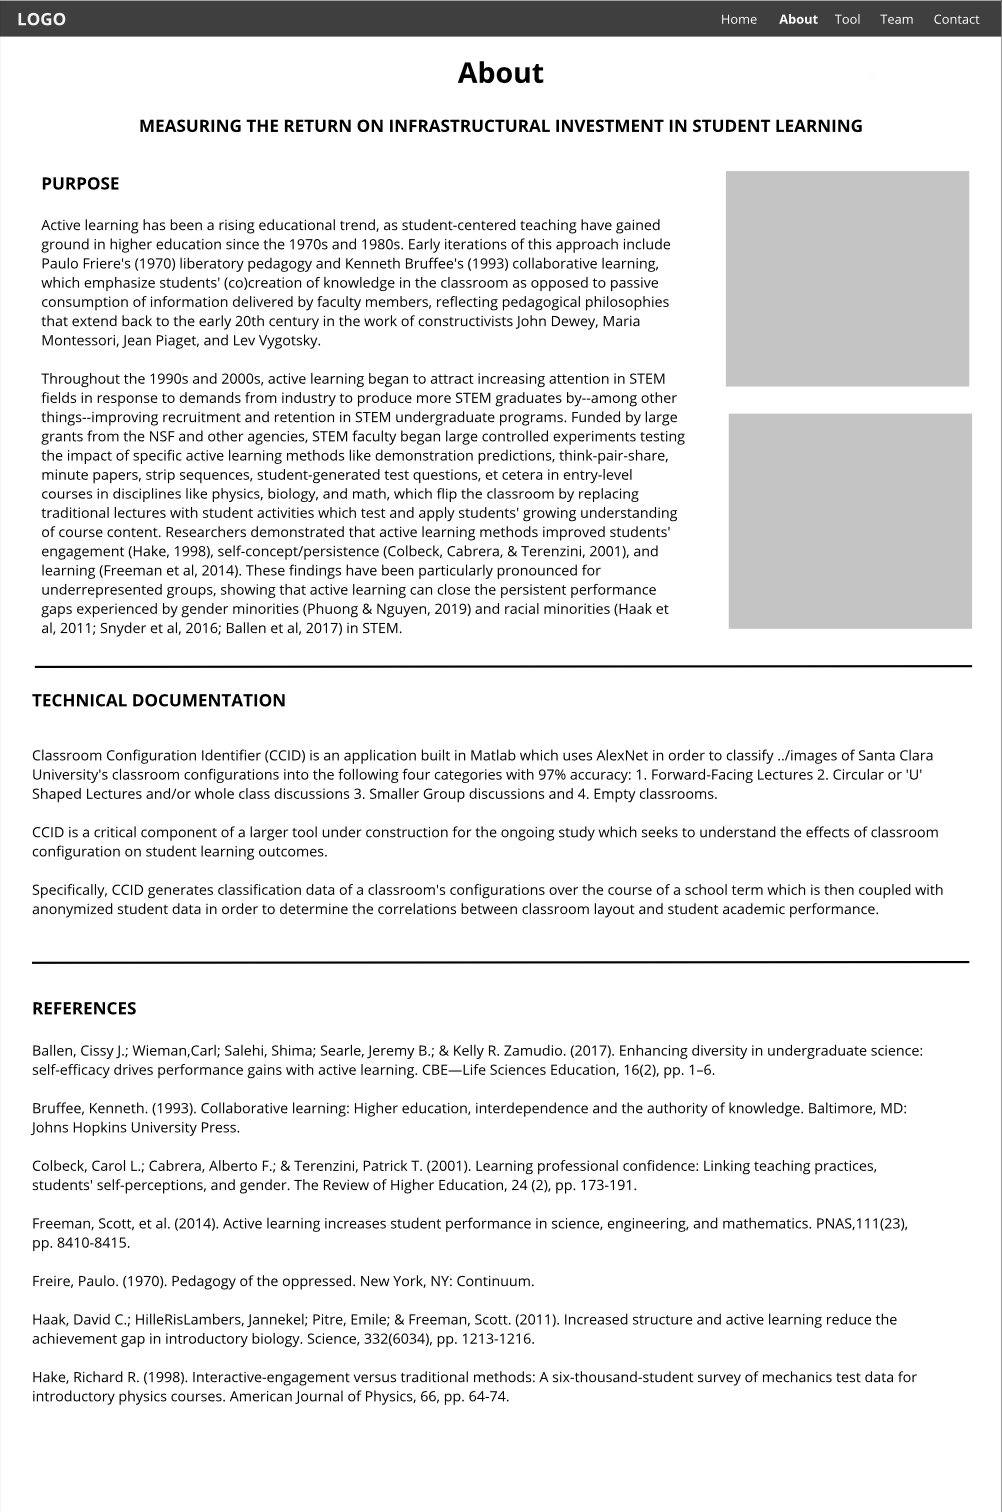 LOGO
Home About Tool Team Contact
About
MEASURING THE RETURN ON INFRASTRUCTURAL INVESTMENT IN STUDENT LEARNING
PURPOSE
Active learning has been a rising educational trend, as student-centered teaching have gained
ground in higher education since the 1970s and 1980s. Early iterations of this approach include
Paulo Friere's (1970) liberatory pedagogy and Kenneth Bruffee's (1993) collaborative learning,
which emphasize students' (co)creation of knowledge in the classroom as opposed to passive
consumption of information delivered by faculty members, reflecting pedagogical philosophies
that extend back to the early 20th century in the work of constructivists John Dewey, Maria
Montessori, Jean Piaget, and Lev Vygotsky.
Throughout the 1990s and 2000s, active learning began to attract increasing attention in STEM
fields in response to demands from industry to produce more STEM graduates by--among other
things--improving recruitment and retention in STEM undergraduate programs. Funded by large
grants from the NSF and other agencies, STEM faculty began large controlled experiments testing
the impact of specific active learning methods like demonstration predictions, think-pair-share,
minute papers, strip sequences, student-generated test questions, et cetera in entry-level
courses in disciplines like physics, biology, and math, which flip the classroom by replacing
traditional lectures with student activities which test and apply students' growing understanding
of course content. Researchers demonstrated that active learning methods improved students'
engagement (Hake, 1998), self-concept/persistence (Colbeck, Cabrera, & Terenzini, 2001), and
learning (Freeman et al, 2014). These findings have been particularly pronounced for
underrepresented groups, showing that active learning can close the persistent performance
gaps experienced by gender minorities (Phuong & Nguyen, 2019) and racial minorities (Haak et
al, 2011; Snyder et al, 2016; Ballen et al, 2017) in STEM.
TECHNICAL DOCUMENTATION
Classroom Configuration Identifier (CCID) is an application built in Matlab which uses AlexNet in order to classify ../images of Santa Clara
University's classroom configurations into the following four categories with 97% accuracy: 1. Forward-Facing Lectures 2. Circular or 'U'
Shaped Lectures and/or whole class discussions 3. Smaller Group discussions and 4. Empty classrooms.
CCID is a critical component of a larger tool under construction for the ongoing study which seeks to understand the effects of classroom
configuration on student learning outcomes.
Specifically, CCID generates classification data of a classroom's configurations over the course of a school term which is then coupled with
anonymized student data in order to determine the correlations between classroom layout and student academic performance.
REFERENCES
Ballen, Cissy J.; Wieman,Carl; Salehi, Shima; Searle, Jeremy B.; & Kelly R. Zamudio. (2017). Enhancing diversity in undergraduate science:
self-efficacy drives performance gains with active learning. CBE—Life Sciences Education, 16(2), pp. 1–6.
Bruffee, Kenneth. (1993). Collaborative learning: Higher education, interdependence and the authority of knowledge. Baltimore, MD:
Johns Hopkins University Press.
Colbeck, Carol L.; Cabrera, Alberto F.; & Terenzini, Patrick T. (2001). Learning professional confidence: Linking teaching practices,
students' self-perceptions, and gender. The Review of Higher Education, 24 (2), pp. 173-191.
Freeman, Scott, et al. (2014). Active learning increases student performance in science, engineering, and mathematics. PNAS,111(23),
pp. 8410-8415.
Freire, Paulo. (1970). Pedagogy of the oppressed. New York, NY: Continuum.
Haak, David C.; HilleRisLambers, Jannekel; Pitre, Emile; & Freeman, Scott. (2011). Increased structure and active learning reduce the
achievement gap in introductory biology. Science, 332(6034), pp. 1213-1216.
Hake, Richard R. (1998). Interactive-engagement versus traditional methods: A six-thousand-student survey of mechanics test data for
introductory physics courses. American Journal of Physics, 66, pp. 64-74.